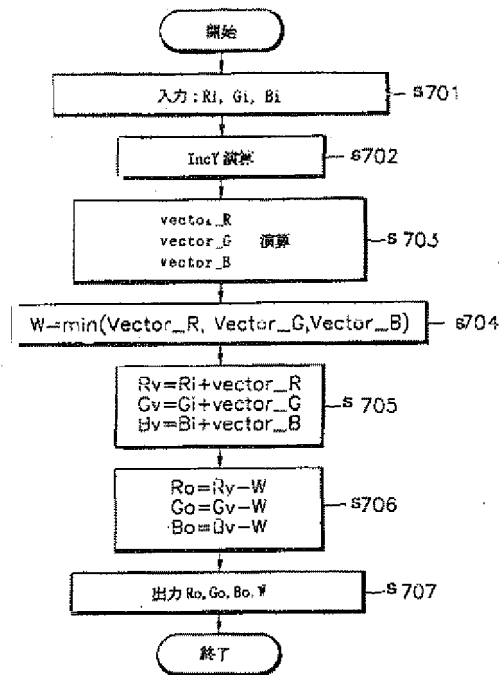 開始
入力：Ri, Gi, Bi
s701
IncY 演算
s702
vector_R
vector_G 演算
vector_B
s703
W=min(Vector_R, Vector_G,Vector_B)
s704
Rv=Ri+vector_R
Gv=Gi+vector_G
Bv=Bi+vector_B
s705
Ro=Rv-W
Go=Gv-W
Bo=Bv-W
s706
出力 Ro, Go, Bo, W
s707
終了